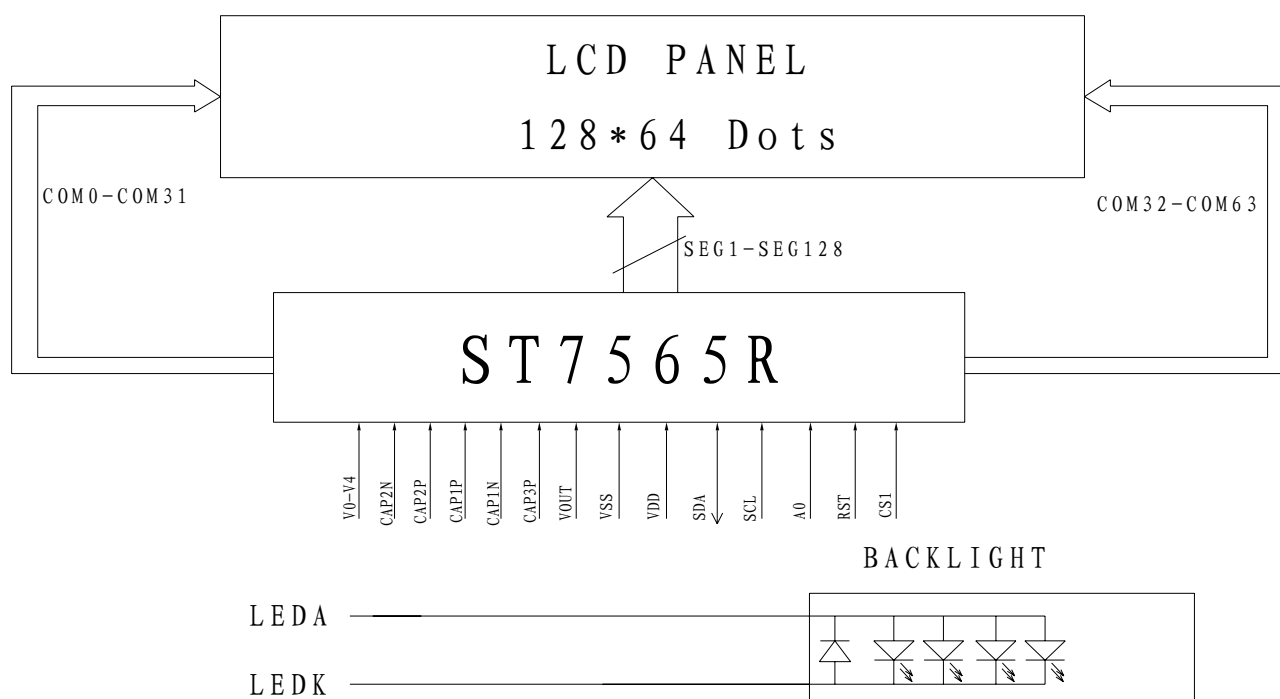 LCD PANEL
128*64 Dots
COM0-COM31
COM32-COM63
SEG1-SEG128
ST7565R
V0-V4
CAP2N
CAP2P
CAP1P
CAP1N
CAP3P
VOUT
VSS
VDD
SDA
SCL
A0
RST
CS1
BACKLIGHT
LEDA
LEDK